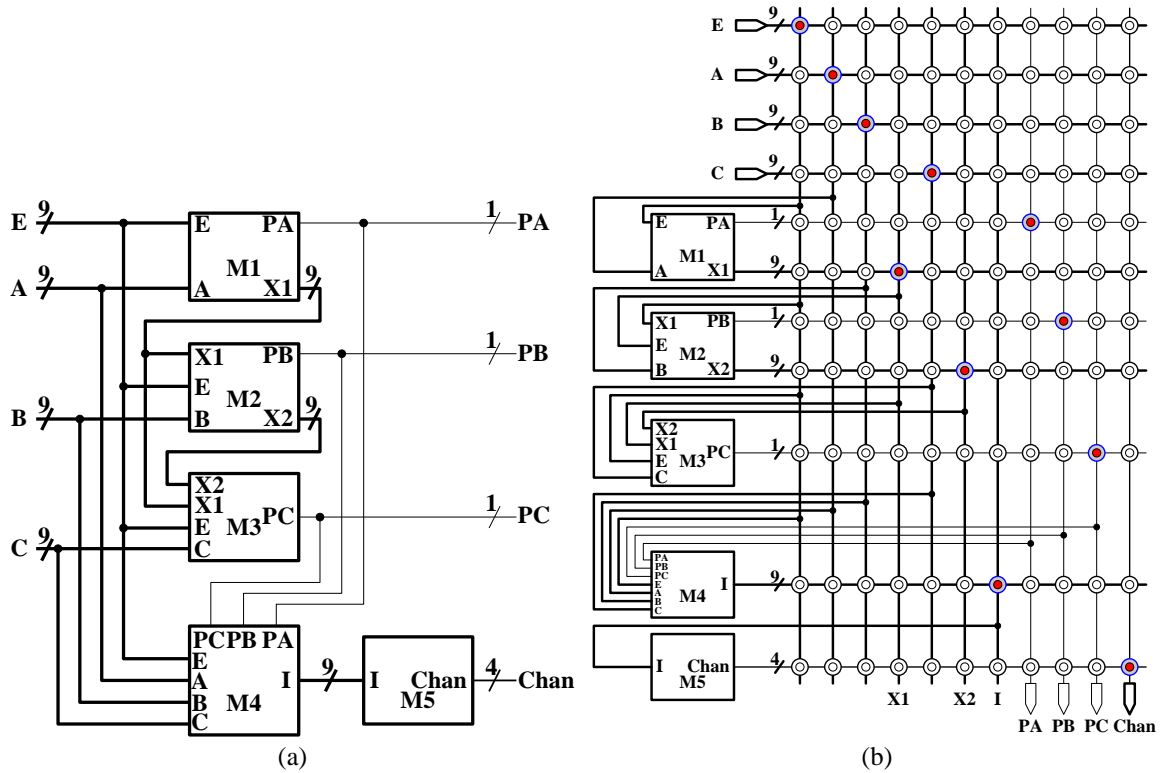 E 9
E PA 1 PA
M1 9
A 9
A X1
X1 PB 1 PB
E
M2 9
B 9
B X2
X2
X1 PC 1 PC
E M3
C 9
C
PC PB PA
E
A I 9 I Chan 4 Chan
B M4 M5
C
(a)
E 9
A 9
B 9
C 9
E PA 1
M1 9
A X1
X1 PB 1
E
M2 9
B X2
X2
X1 PC 1
E M3
C
PA
PB
PC
E I 9
A M4
B
C
I Chan 4
M5
X1 X2 I
PA PB PC Chan
(b)